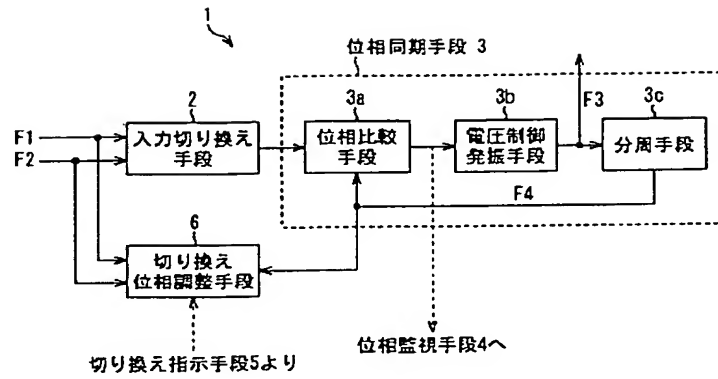 1
位相同期手段 3
2
3a
3b
F3
3c
F1
F2
入力切り換え
手段
位相比較
手段
電圧制御
発振手段
分周手段
F4
6
切り換え
位相調整手段
切り換え指示手段5より
位相監視手段4へ